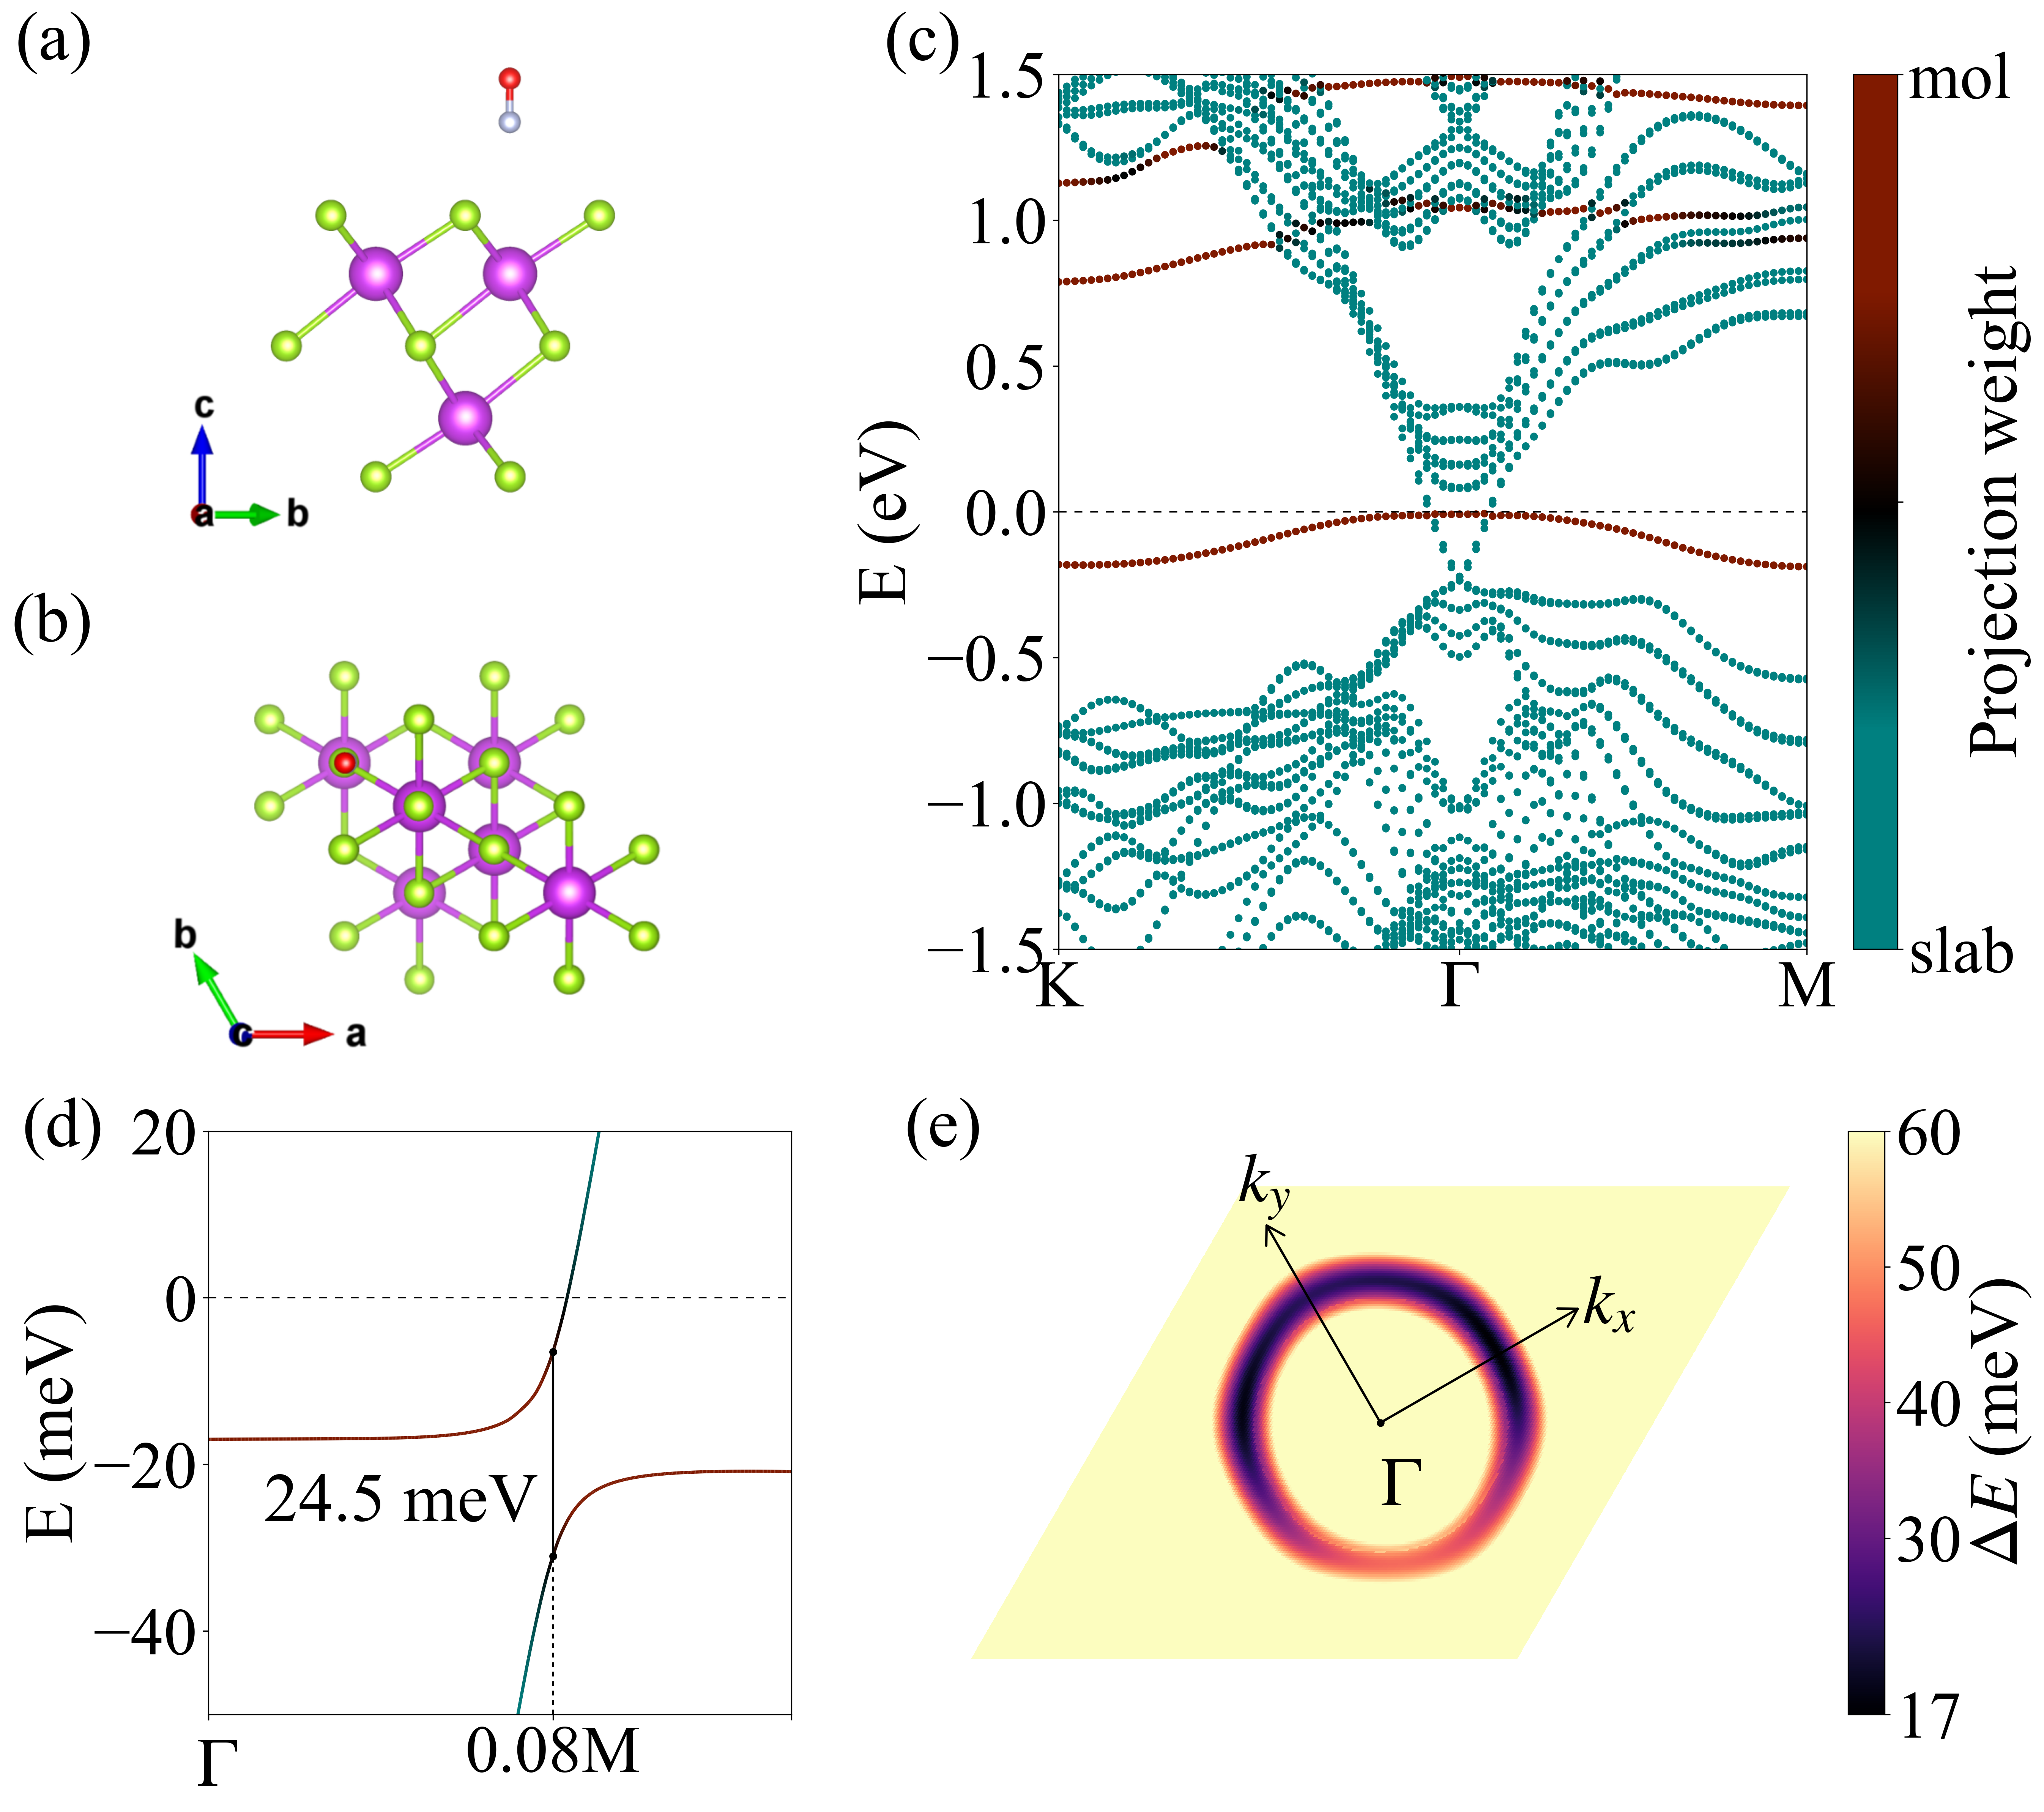 (a)
c
a
b
(b)
b
c
a
(c)
E (eV)
1.5
1.0
0.5
0.0
−0.5
−1.0
−1.5
K
Γ
M
mol
slab
Projection weight
(d)
E (meV)
20
0
−20
−40
24.5 meV
Γ
0.08M
(e)
k_y
k_x
Γ
60
50
40
30
17
ΔE (meV)